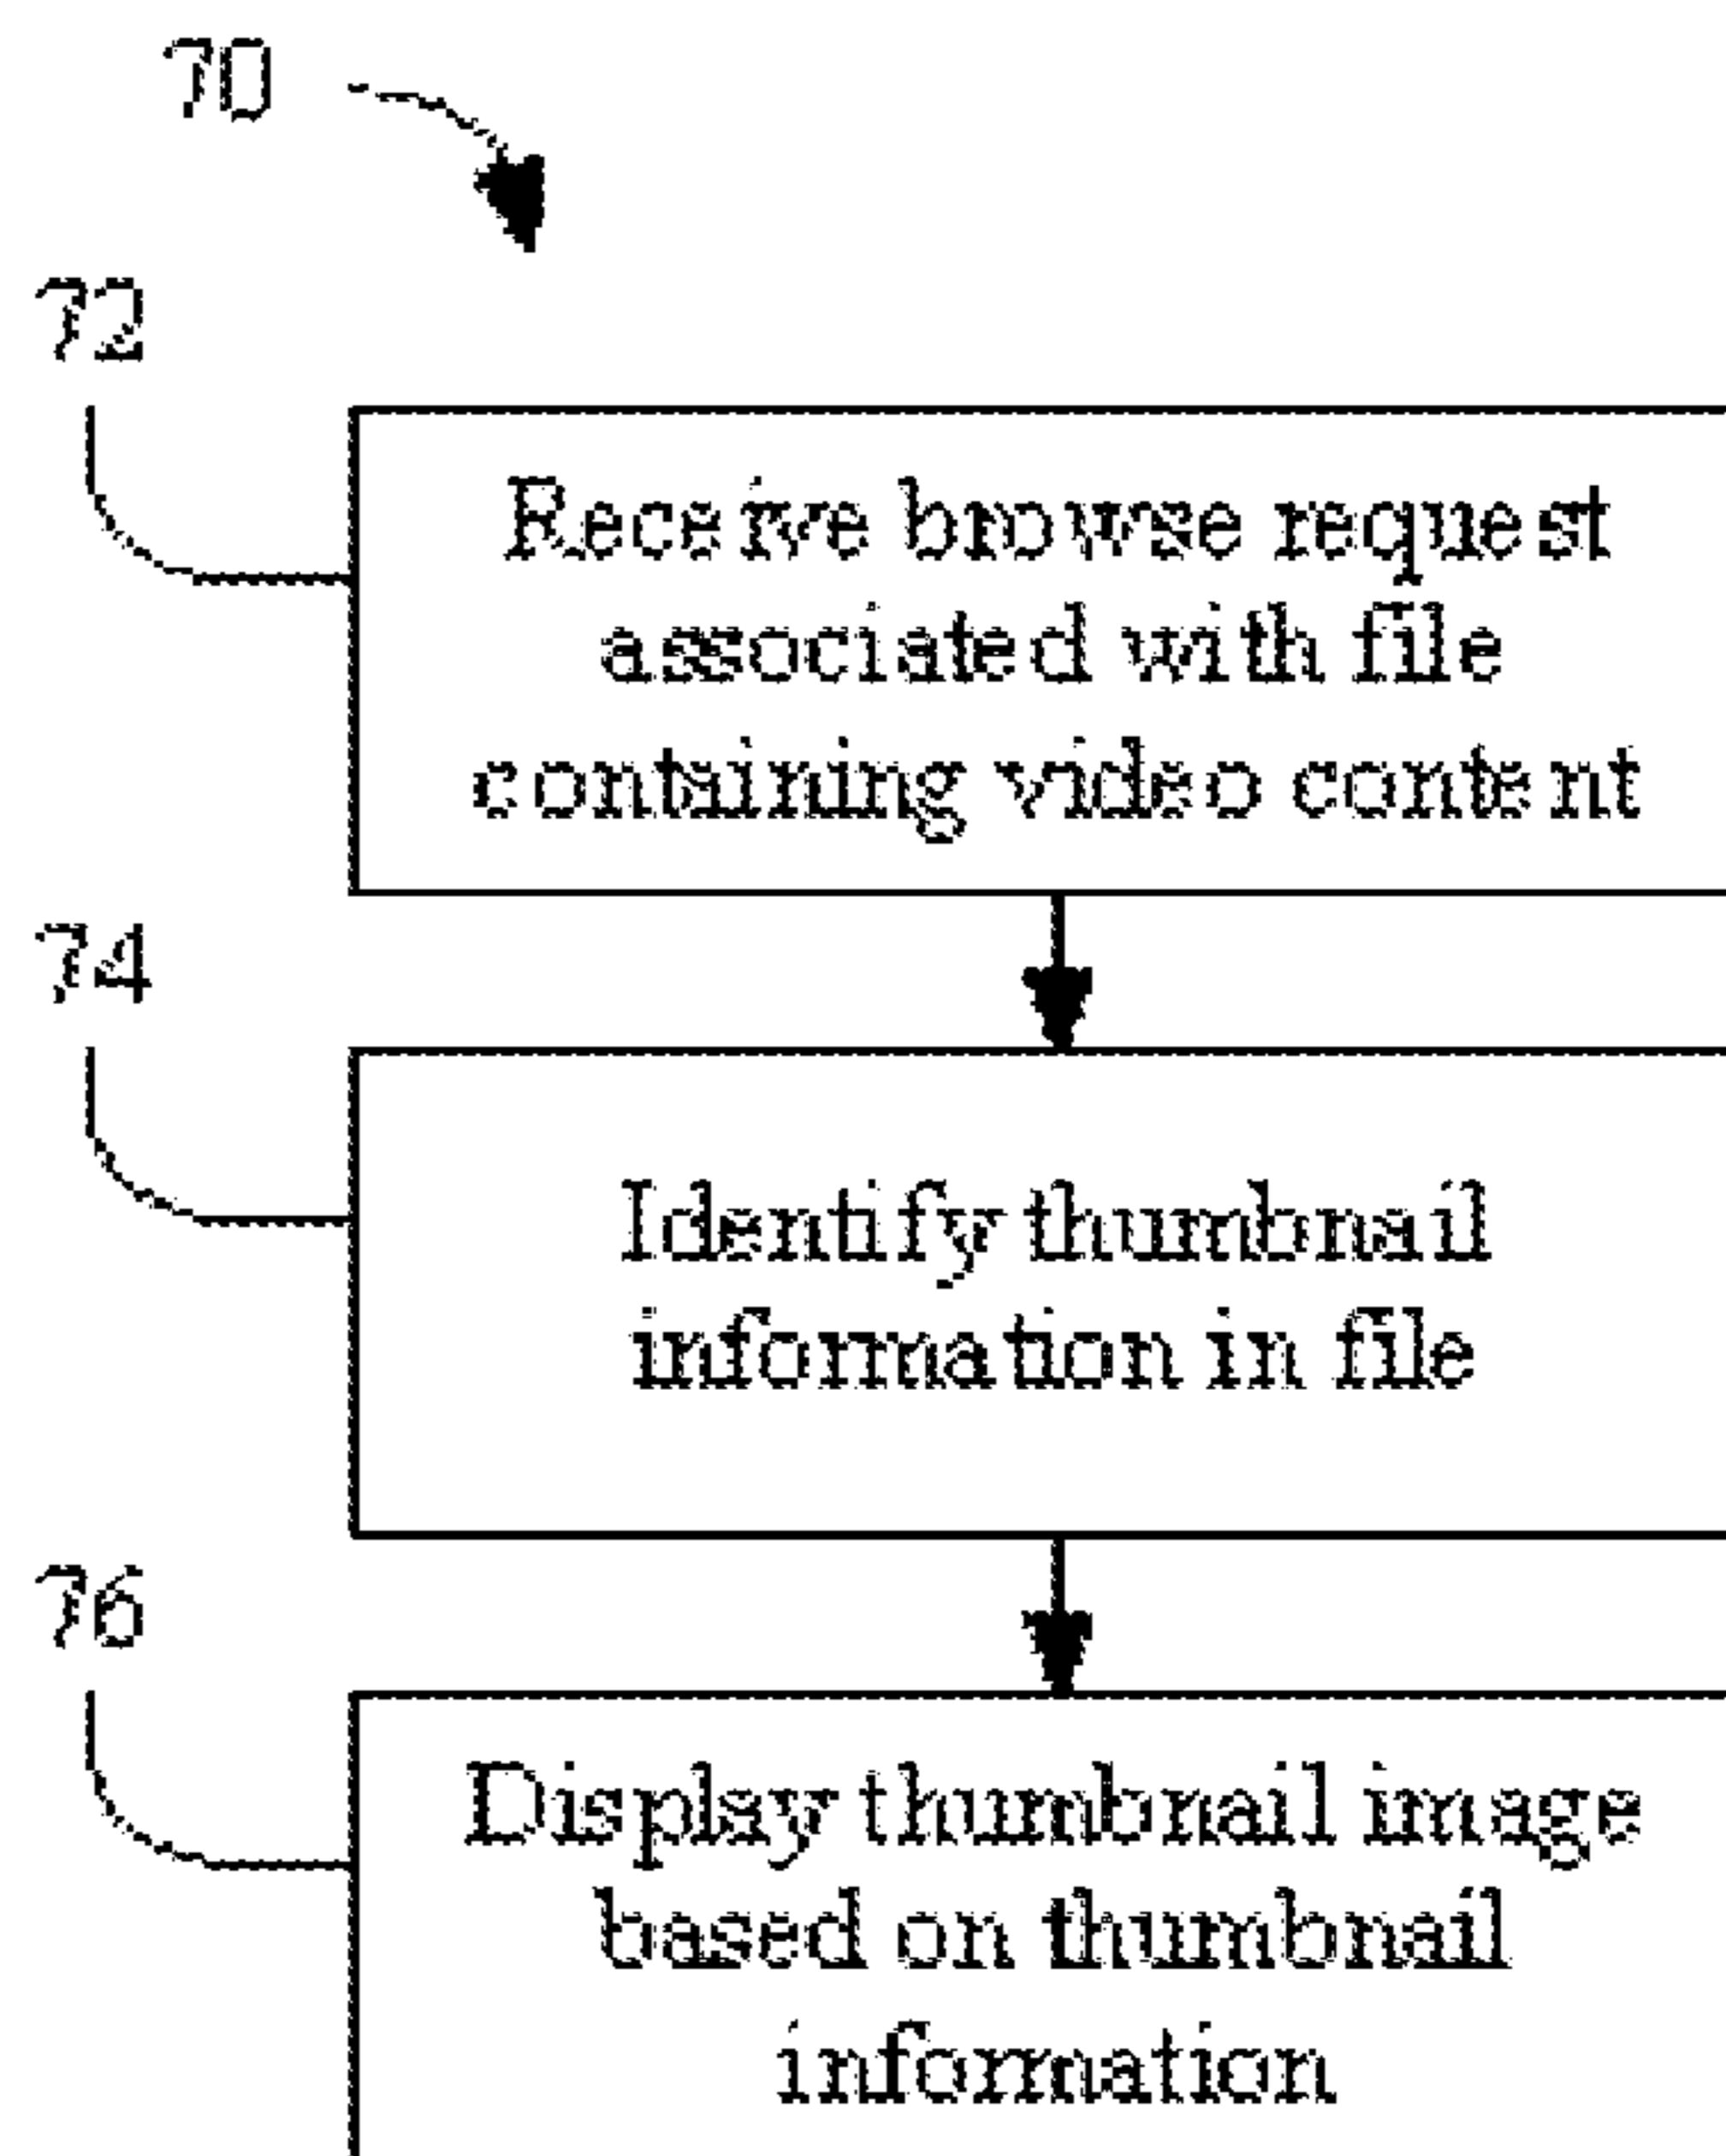 70
72
Receive browse request
associated with file
containing video content
74
Identify thumbnail
information in file
76
Display thumbnail image
based on thumbnail
information